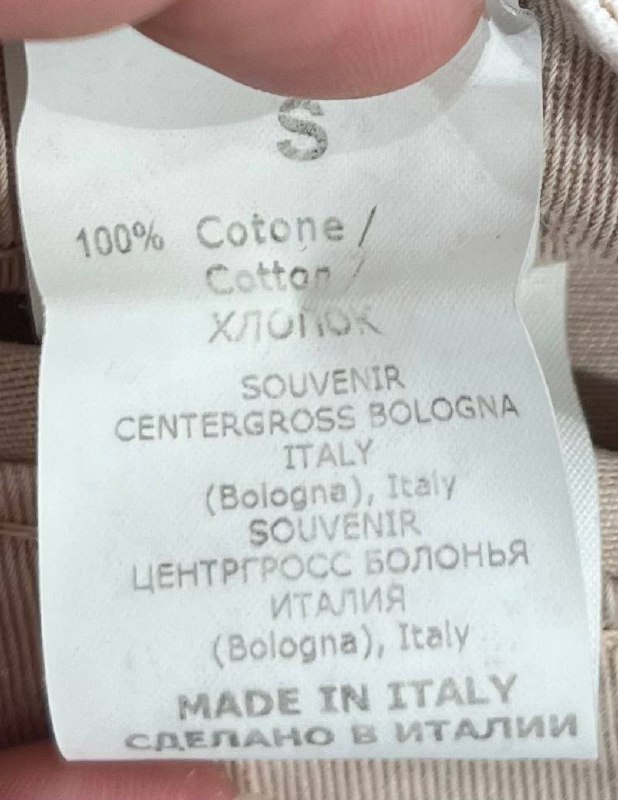 S
100% Cotone /
Cotton /
ХЛОПОК
SOUVENIR
CENTERGROSS BOLOGNA
ITALY
(Bologna), Italy
SOUVENIR
ЦЕНТРГРОСС БОЛОНЬЯ
ИТАЛИЯ
(Bologna), Italy
MADE IN ITALY
СДЕЛАНО В ИТАЛИИ